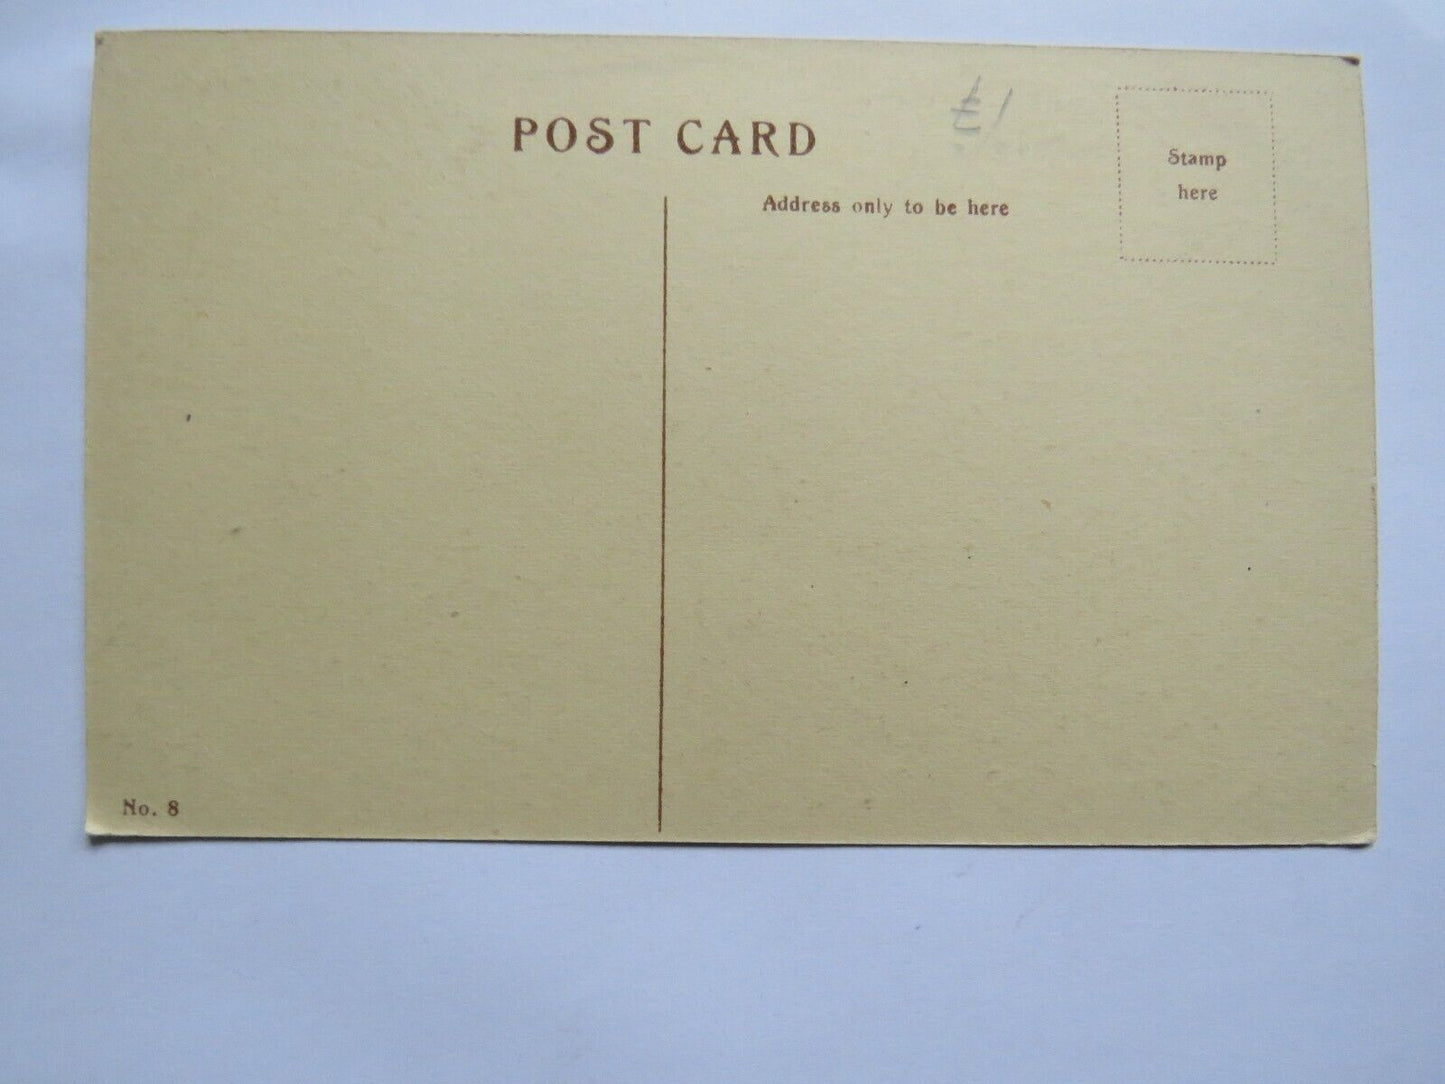 POST CARD
£1
Stamp
here
Address only to be here
No. 8